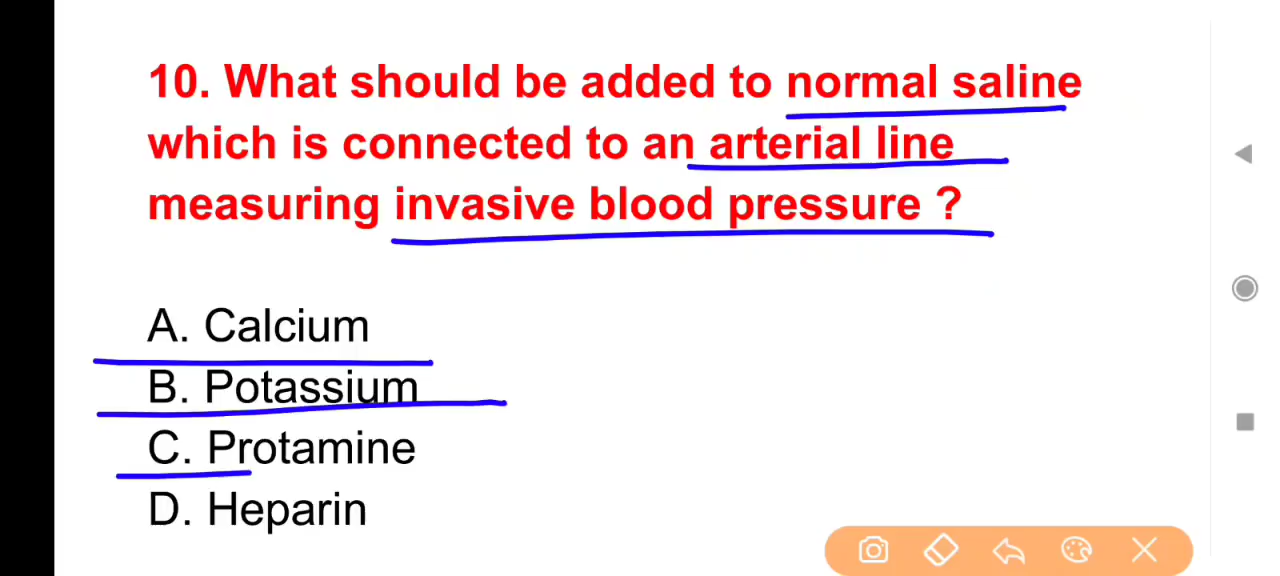 10. What should be added to normal saline
which is connected to an arterial line
measuring invasive blood pressure ?
A. Calcium
B. Potassium
C. Protamine
D. Heparin